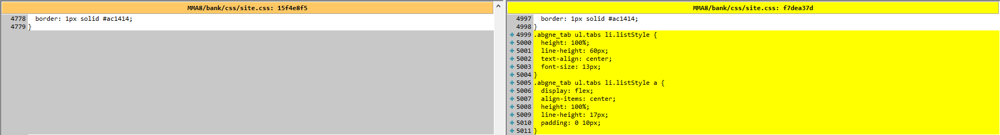 MMA8/bank/css/site.css: 15f4e8f5
4778 border: 1px solid #ac1414;
4779 }
MMA8/bank/css/site.css: f7dea37d
4997 border: 1px solid #ac1414;
4998 }
+ 4999 .abgne_tab ul.tabs li.listStyle {
+ 5000 height: 100%;
+ 5001 line-height: 60px;
+ 5002 text-align: center;
+ 5003 font-size: 13px;
+ 5004 }
+ 5005 .abgne_tab ul.tabs li.listStyle a {
+ 5006 display: flex;
+ 5007 align-items: center;
+ 5008 height: 100%;
+ 5009 line-height: 17px;
+ 5010 padding: 0 10px;
+ 5011 }